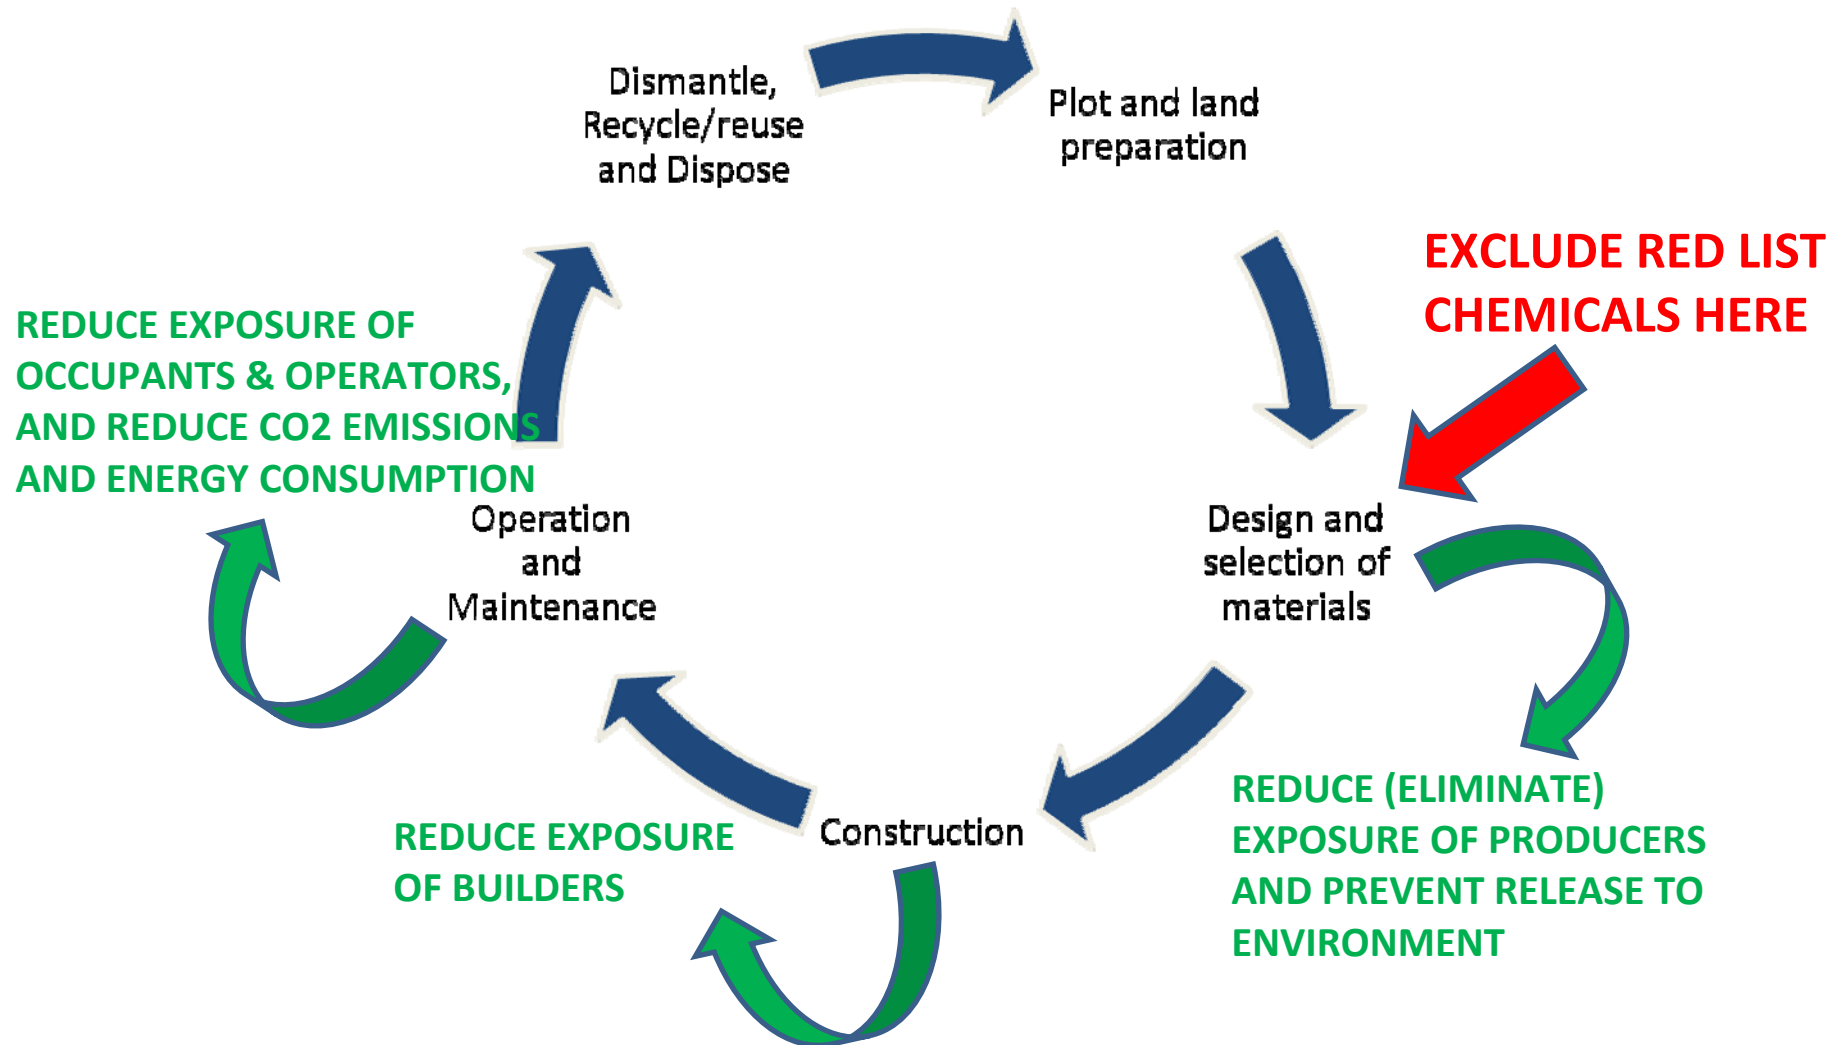 Dismantle,
Recycle/reuse
and Dispose
Plot and land
preparation
EXCLUDE RED LIST
CHEMICALS HERE
REDUCE EXPOSURE OF
OCCUPANTS & OPERATORS,
AND REDUCE CO2 EMISSIONS
AND ENERGY CONSUMPTION
Operation
and
Maintenance
Design and
selection of
materials
REDUCE (ELIMINATE)
EXPOSURE OF PRODUCERS
AND PREVENT RELEASE TO
ENVIRONMENT
Construction
REDUCE EXPOSURE
OF BUILDERS